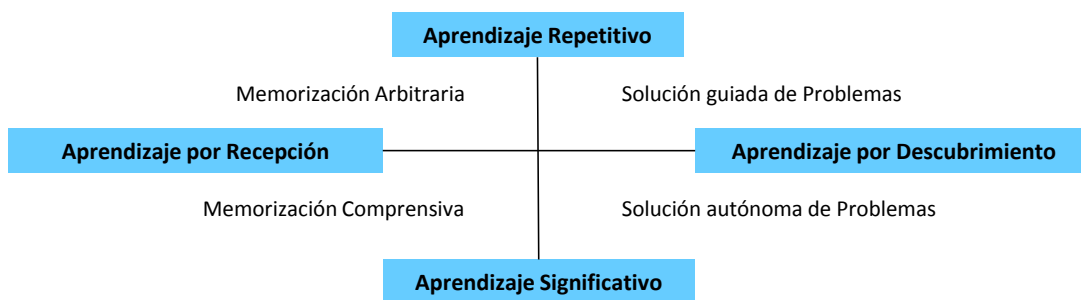 Aprendizaje Repetitivo
Memorización Arbitraria
Solución guiada de Problemas
Aprendizaje por Recepción
Aprendizaje por Descubrimiento
Memorización Comprensiva
Solución autónoma de Problemas
Aprendizaje Significativo